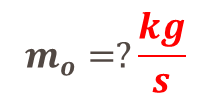 mₒ =? kg/s